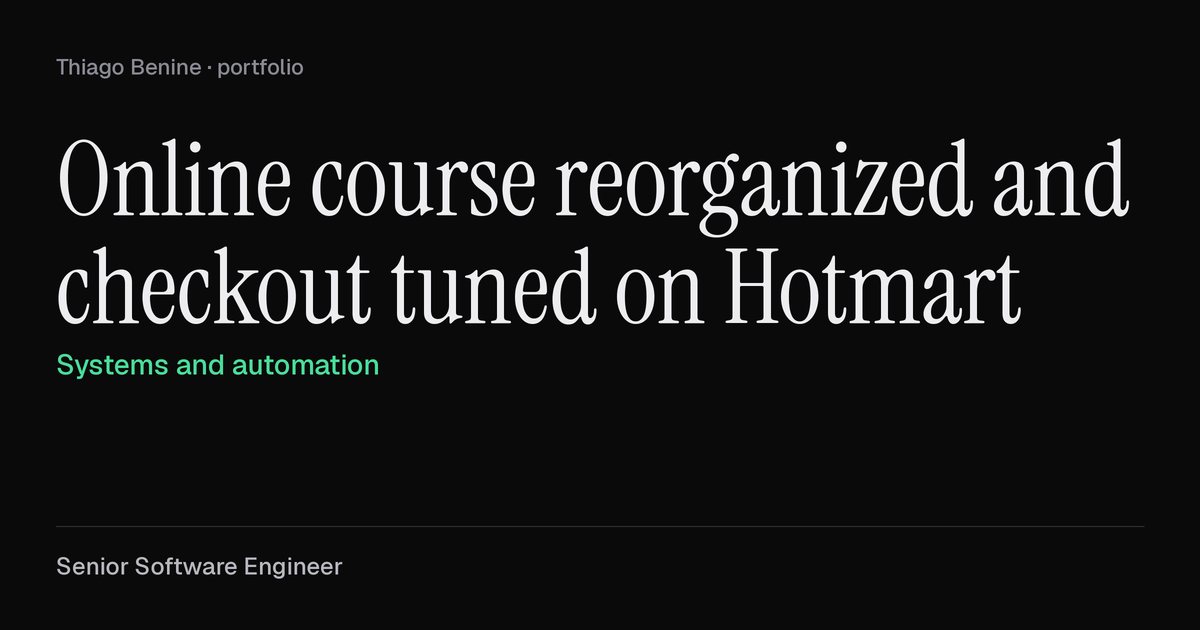 Thiago Benine · portfolio
Online course reorganized and
checkout tuned on Hotmart
Systems and automation
Senior Software Engineer